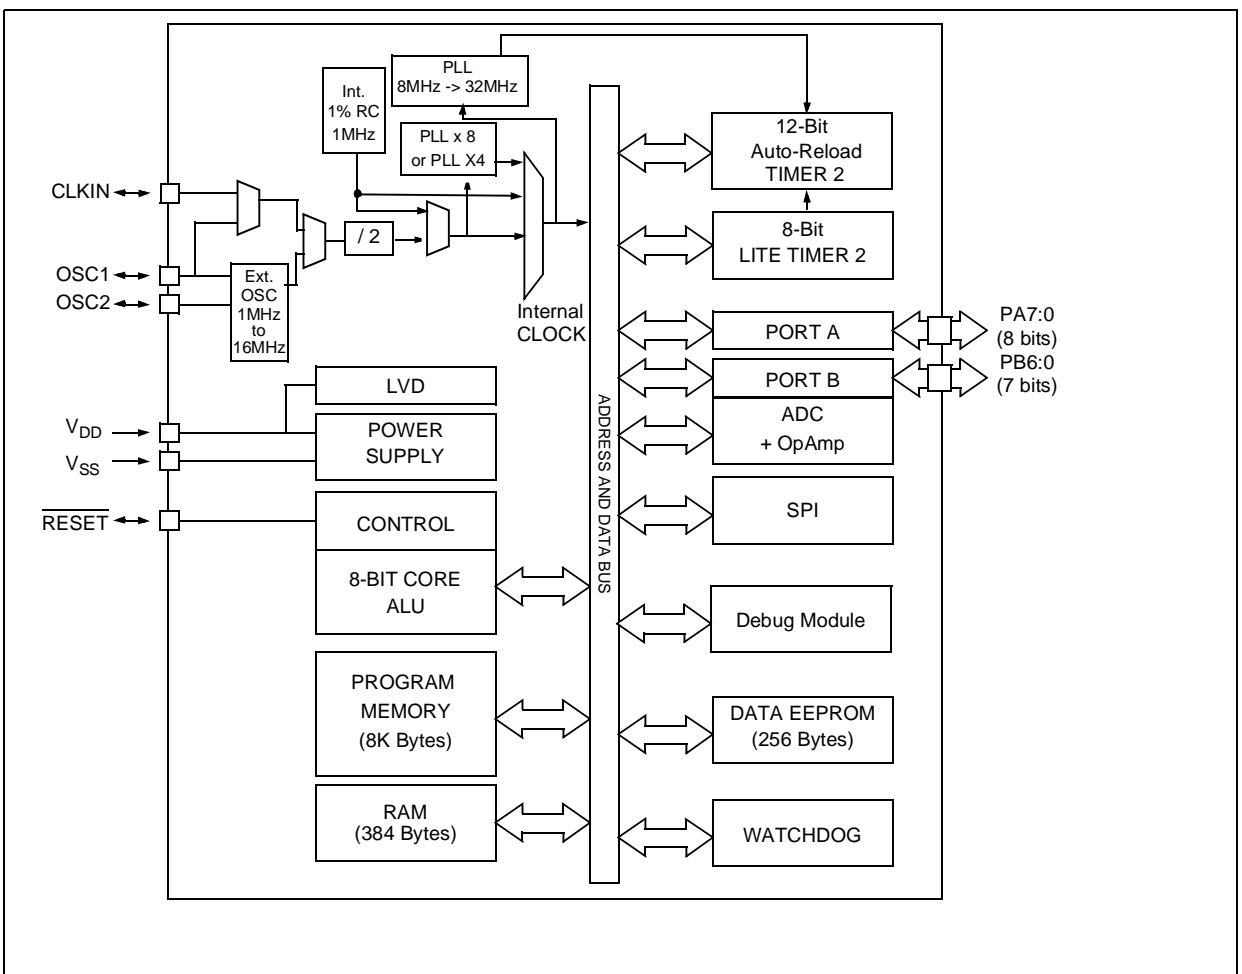 PLL
8MHz -> 32MHz
Int.
1% RC
1MHz
PLL x 8
or PLL X4
12-Bit
Auto-Reload
TIMER 2
CLKIN
8-Bit
LITE TIMER 2
/ 2
OSC1
OSC2
Ext.
OSC
1MHz
to
16MHz
Internal
CLOCK
PORT A
PA7:0
(8 bits)
PORT B
PB6:0
(7 bits)
LVD
ADC
+ OpAmp
VDD
VSS
POWER
SUPPLY
ADDRESS AND DATA BUS
RESET
CONTROL
SPI
8-BIT CORE
ALU
Debug Module
PROGRAM
MEMORY
(8K Bytes)
DATA EEPROM
(256 Bytes)
RAM
(384 Bytes)
WATCHDOG